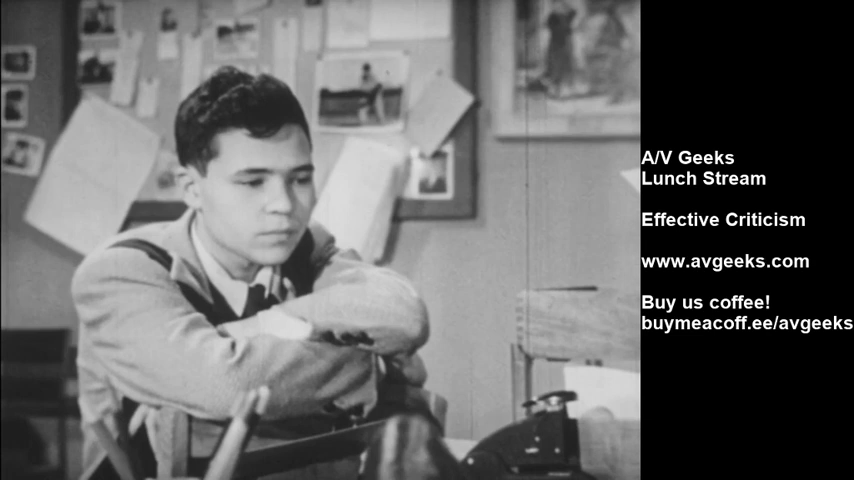 A/V Geeks
Lunch Stream
Effective Criticism
www.avgeeks.com
Buy us coffee!
buymeacoff.ee/avgeeks